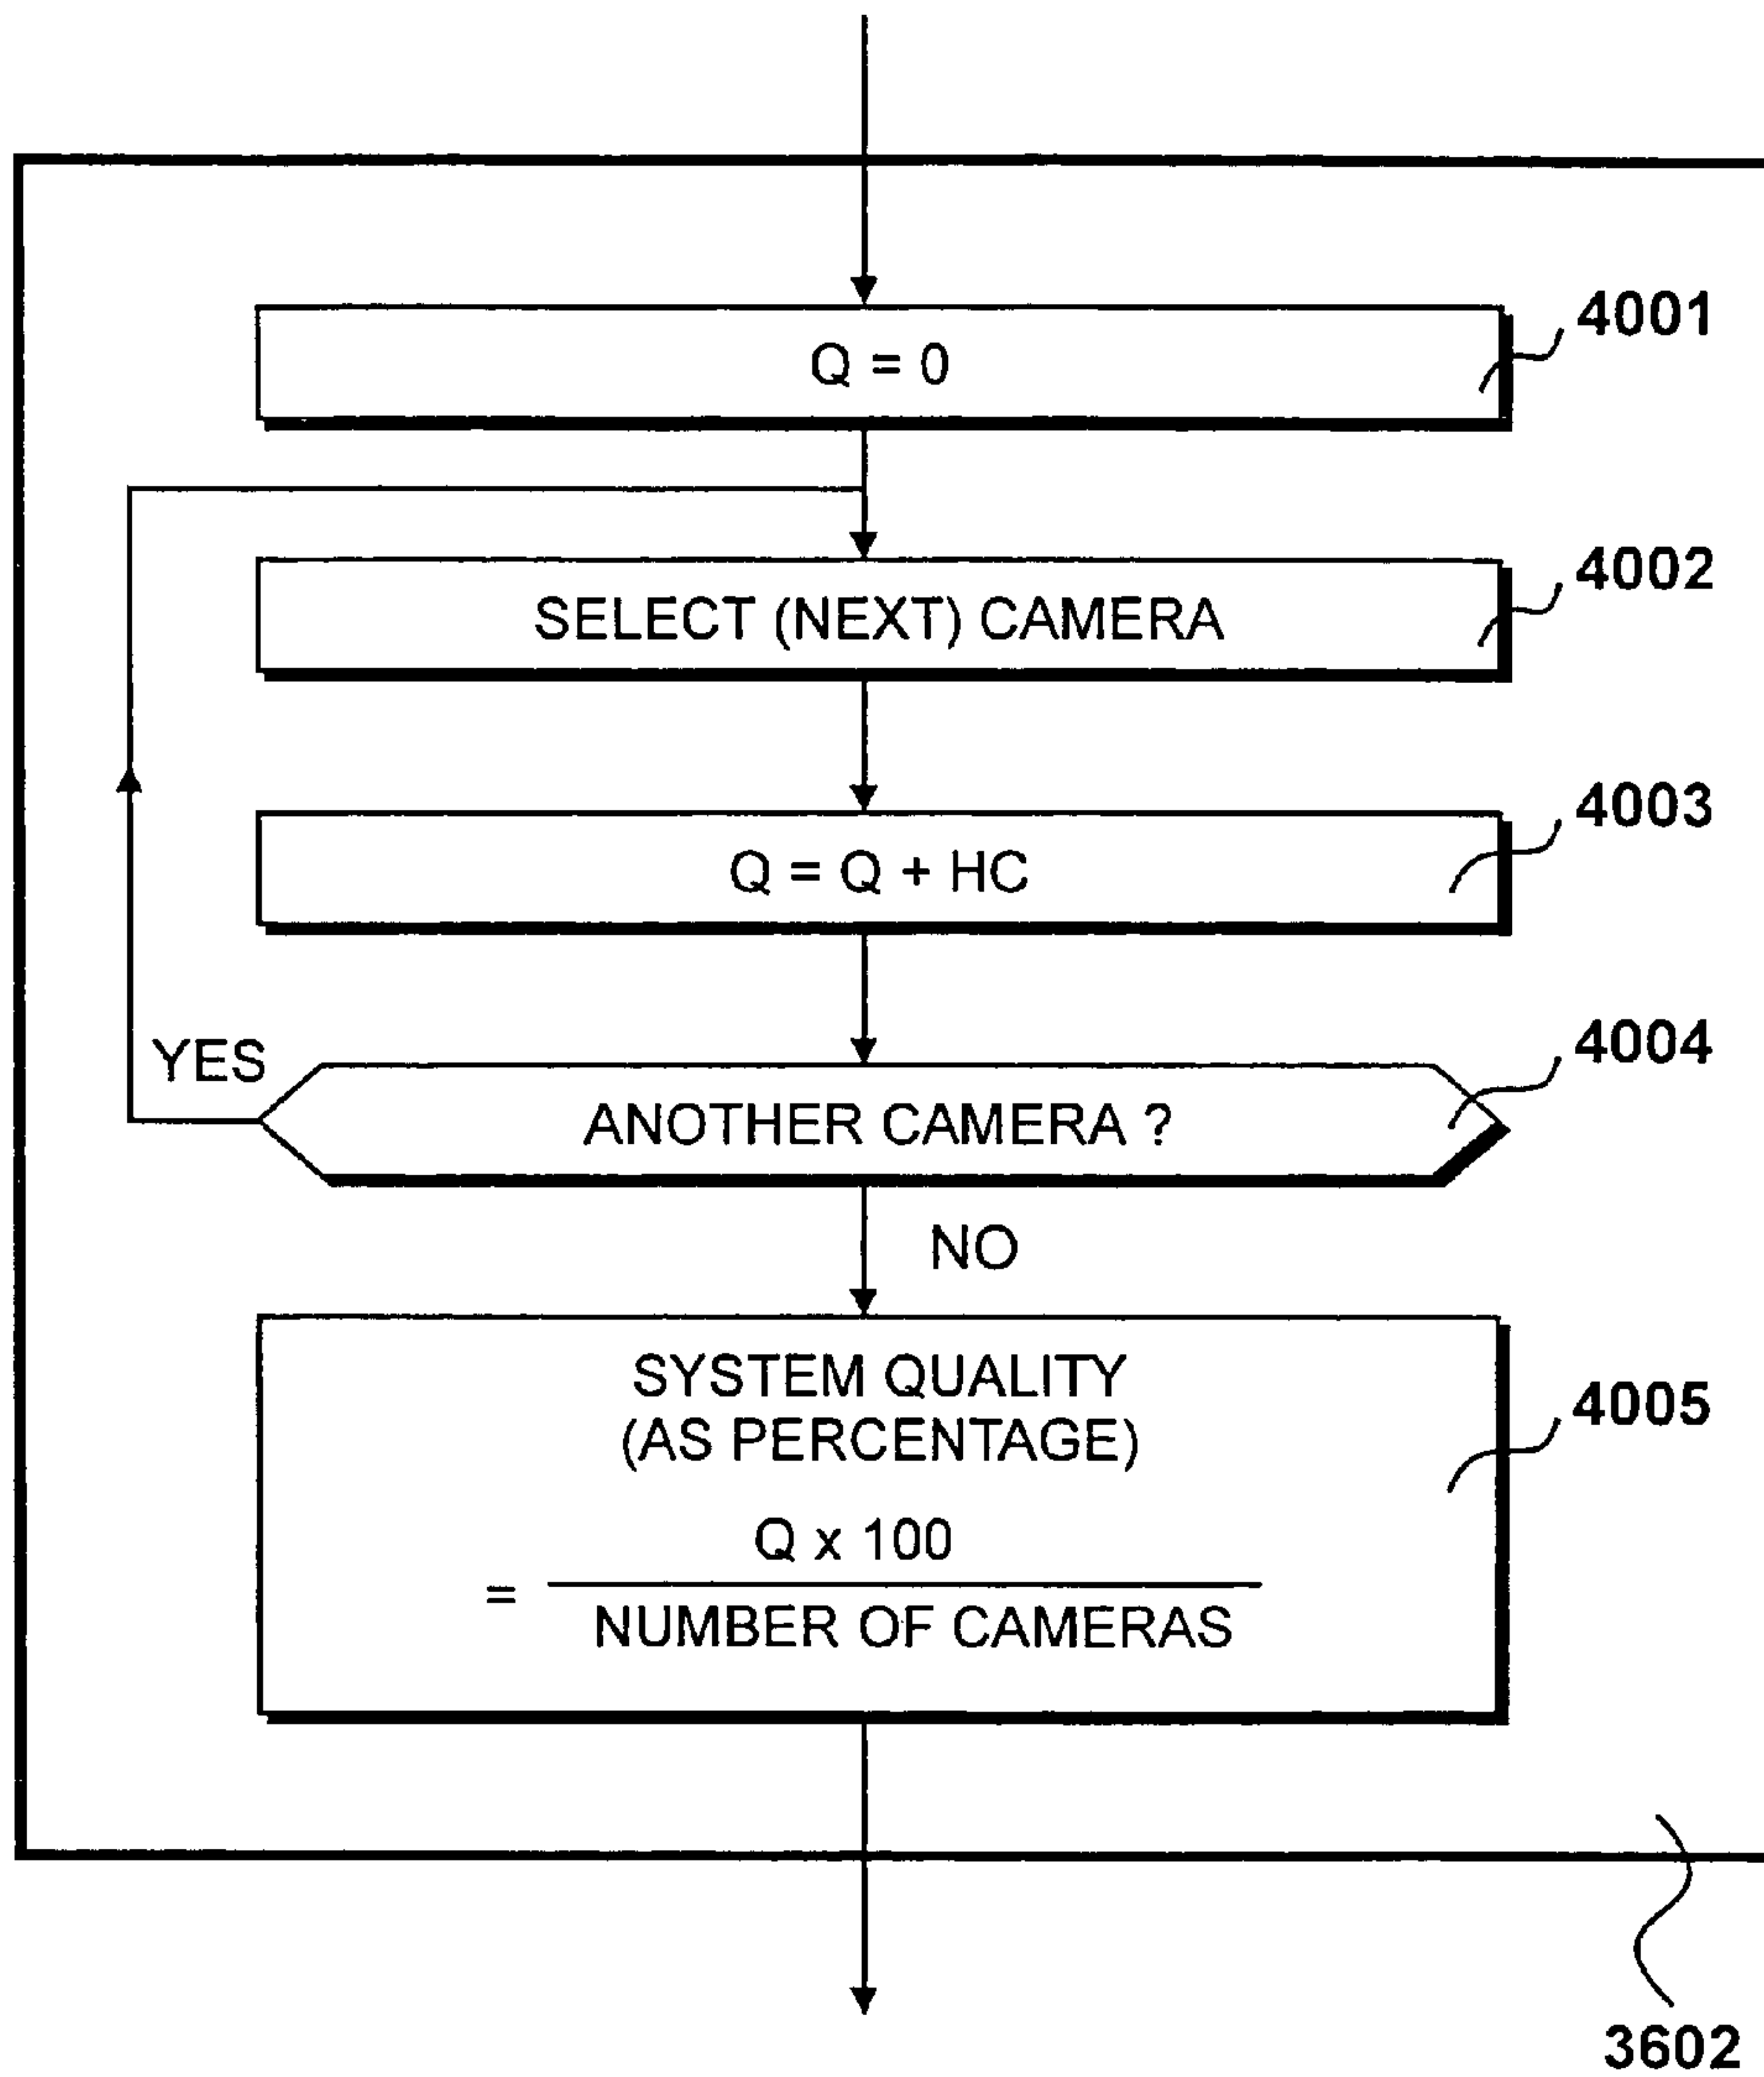 4001
Q = 0
4002
SELECT (NEXT) CAMERA
4003
Q = Q + HC
4004
YES
ANOTHER CAMERA ?
NO
4005
SYSTEM QUALITY
(AS PERCENTAGE)
Q x 100
=
NUMBER OF CAMERAS
3602